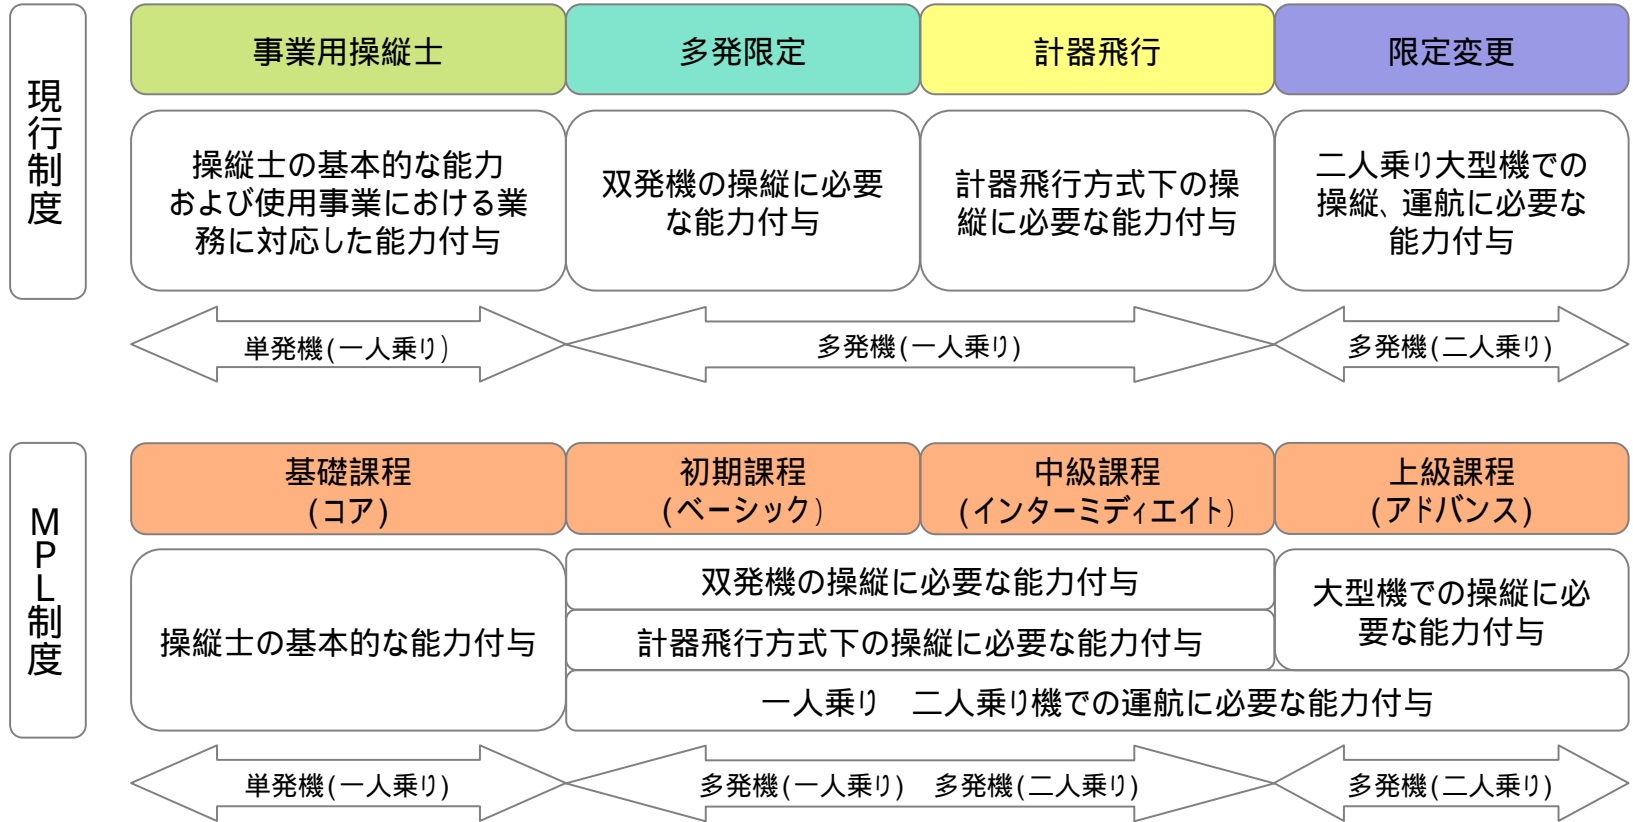 現行制度
事業用操縦士
多発限定
計器飛行
限定変更
操縦士の基本的な能力
および使用事業における業
務に対応した能力付与
双発機の操縦に必要
な能力付与
計器飛行方式下の操
縦に必要な能力付与
二人乗り大型機での
操縦、運航に必要な
能力付与
単発機(一人乗り)
多発機(一人乗り)
多発機(二人乗り)
MPL制度
基礎課程
(コア)
初期課程
(ベーシック)
中級課程
(インターミディエイト)
上級課程
(アドバンス)
操縦士の基本的な能力付与
双発機の操縦に必要な能力付与
計器飛行方式下の操縦に必要な能力付与
大型機での操縦に必
要な能力付与
一人乗り　二人乗り機での運航に必要な能力付与
単発機(一人乗り)
多発機(一人乗り)　多発機(二人乗り)
多発機(二人乗り)